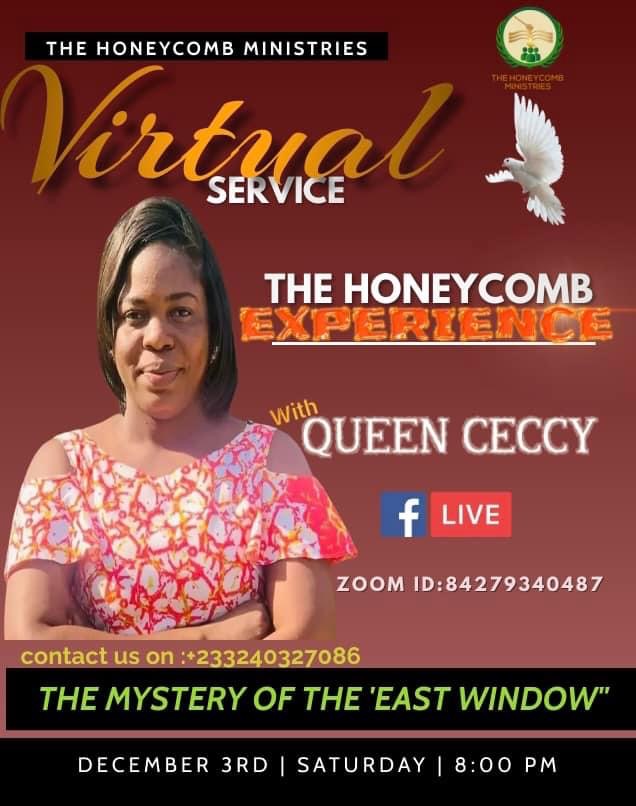 THE HONEYCOMB MINISTRIES
THE HONEYCOMB
MINISTRIES
Virtual
SERVICE
THE HONEYCOMB
EXPERIENCE
With
QUEEN CECCY
f LIVE
ZOOM ID:84279340487
contact us on :+233240327086
THE MYSTERY OF THE 'EAST WINDOW"
DECEMBER 3RD | SATURDAY | 8:00 PM